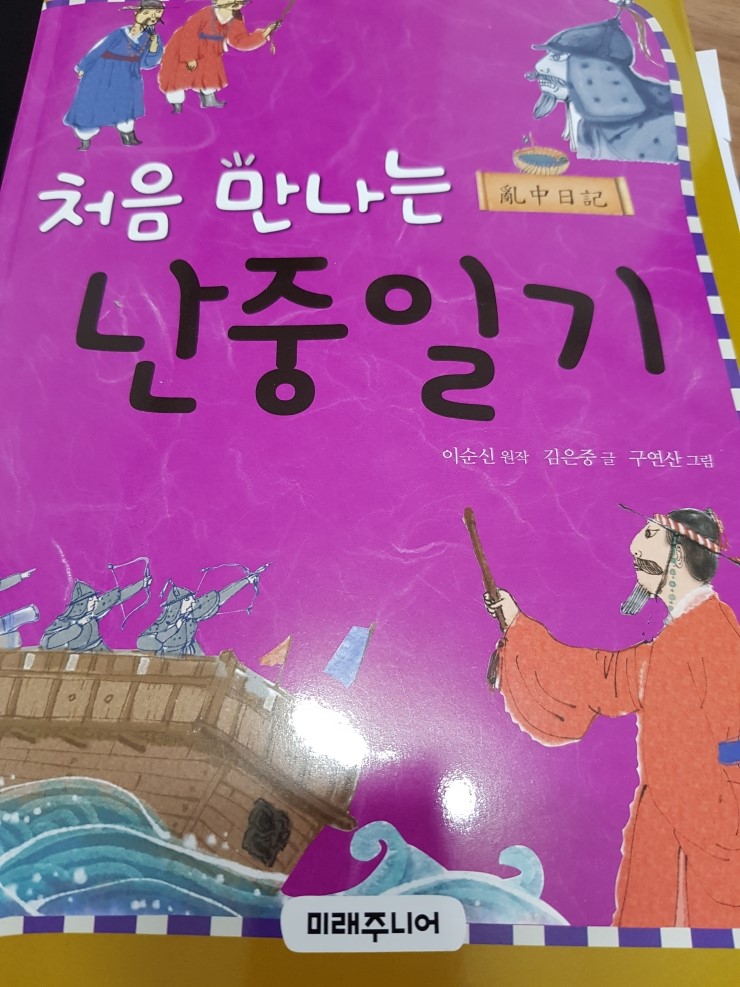 처음 만나는
亂中日記
난중일기
이순신 원작 김은중 글 구연산 그림
미래주니어